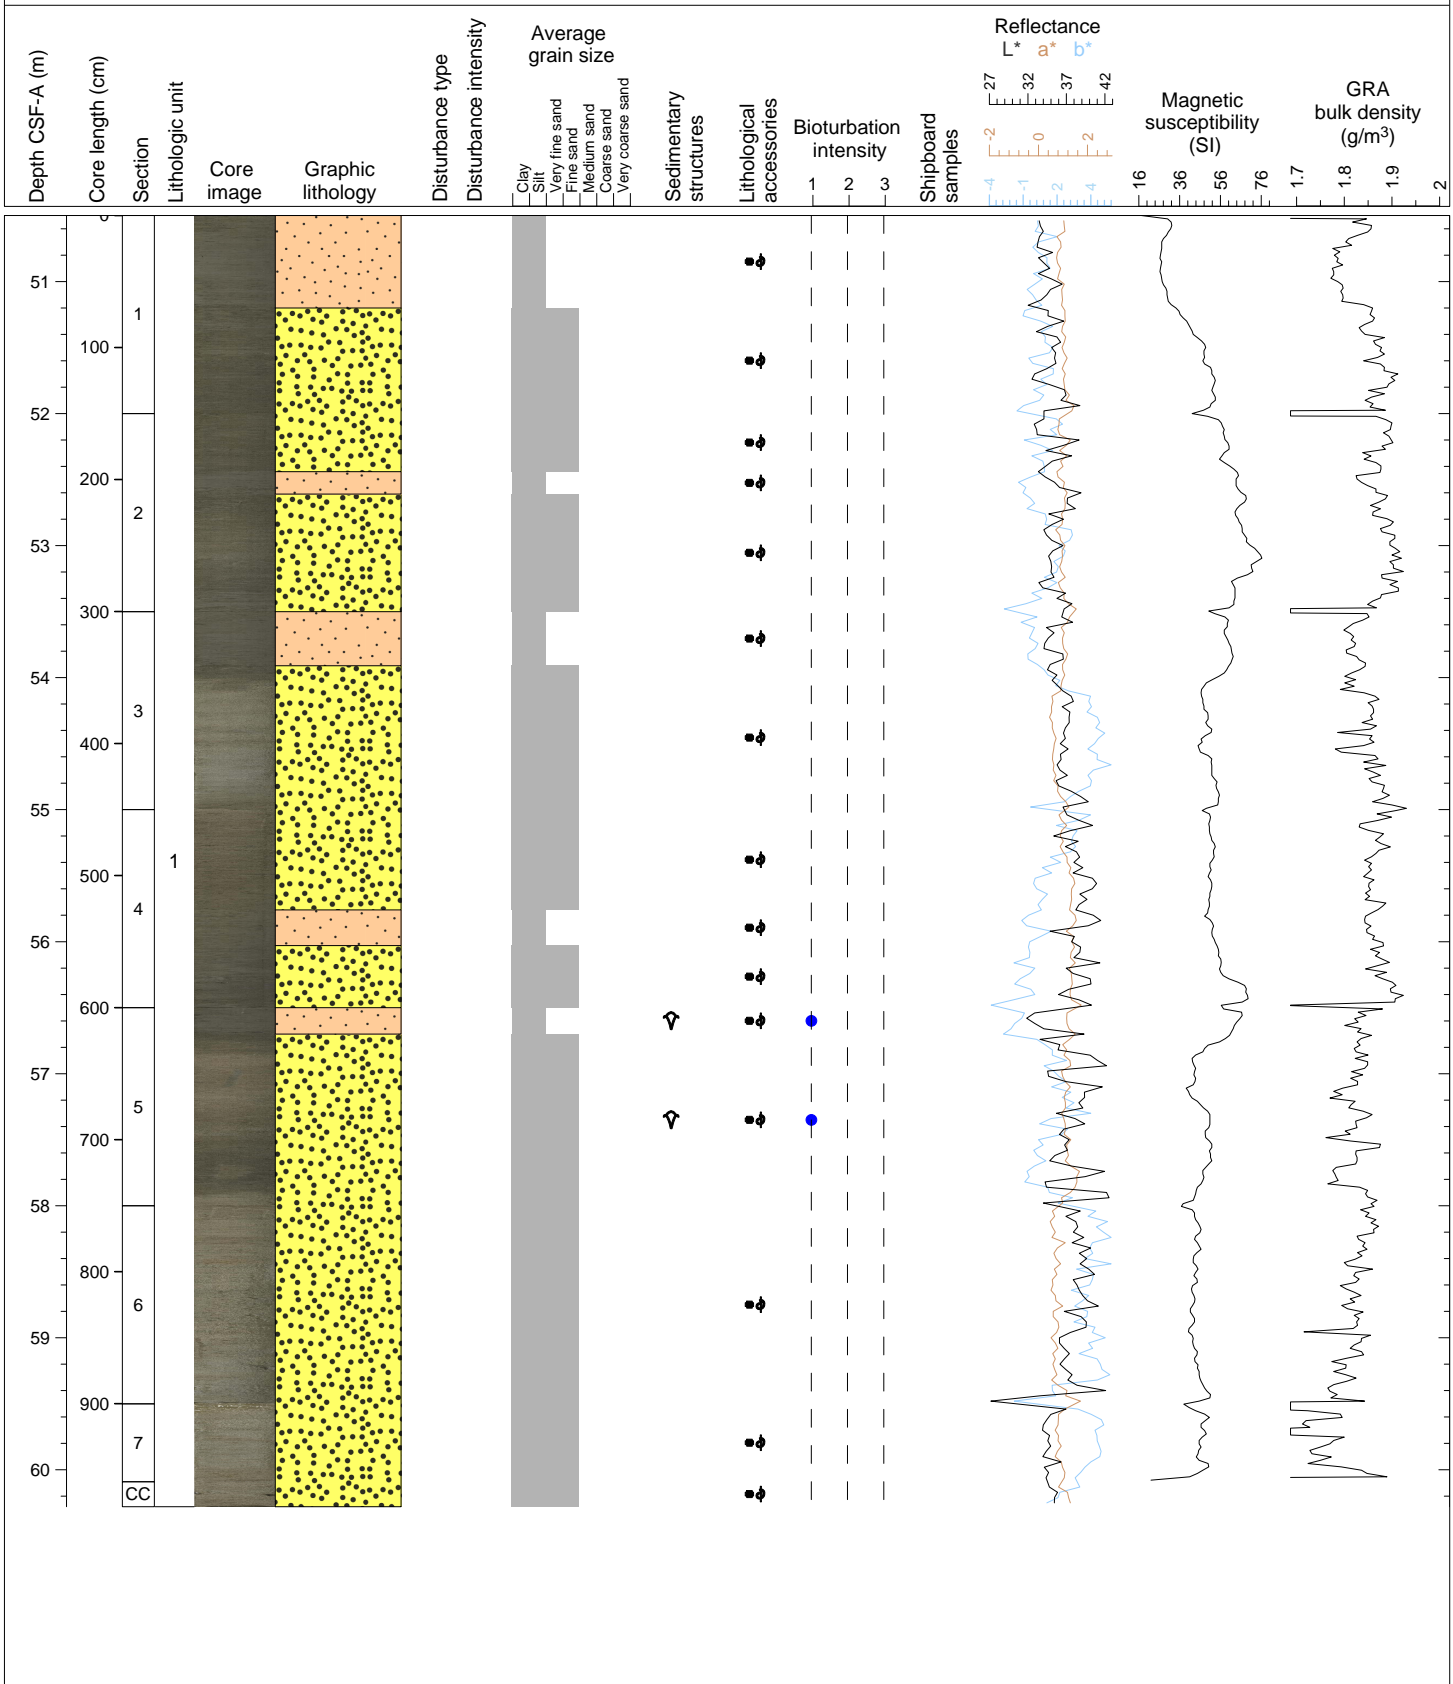 Depth CSF-A (m)
Core length (cm)
Section
Lithologic unit
Core
image
Graphic
lithology
Disturbance type
Disturbance intensity
Average
grain size
Clay
Silt
Very fine sand
Fine sand
Medium sand
Coarse sand
Very coarse sand
Sedimentary
structures
Lithological
accessories
Bioturbation
intensity
1 2 3
Shipboard
samples
Reflectance
L* a* b*
27 32 37 42
-2 0 2
-4 -1 2 4
Magnetic
susceptibility
(SI)
16 36 56 76
GRA
bulk density
(g/m3)
1.7 1.8 1.9 2
0
51
1
100
52
200
2
53
300
54
3
400
55
1
500
4
56
600
57
5
700
58
800
6
59
900
7
60
CC